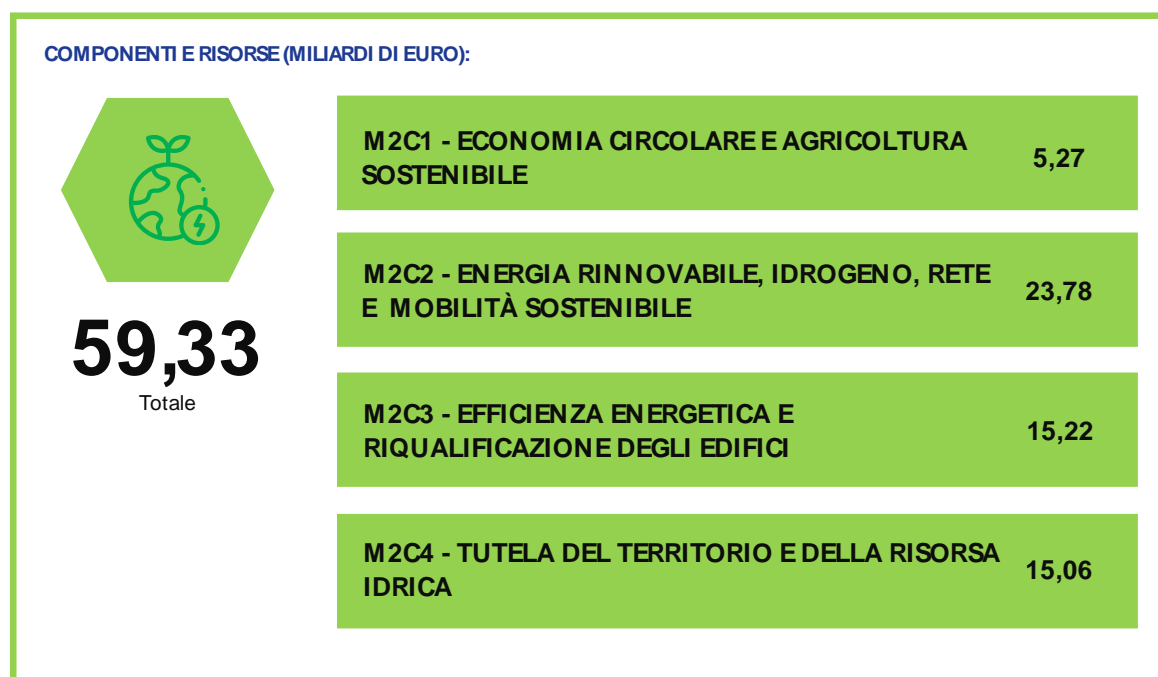 COMPONENTI E RISORSE (MILIARDI DI EURO):
M2C1 - ECONOMIA CIRCOLARE E AGRICOLTURA
SOSTENIBILE
5,27
M2C2 - ENERGIA RINNOVABILE, IDROGENO, RETE
E MOBILITÀ SOSTENIBILE
23,78
59,33
Totale
M2C3 - EFFICIENZA ENERGETICA E
RIQUALIFICAZIONE DEGLI EDIFICI
15,22
M2C4 - TUTELA DEL TERRITORIO E DELLA RISORSA
IDRICA
15,06